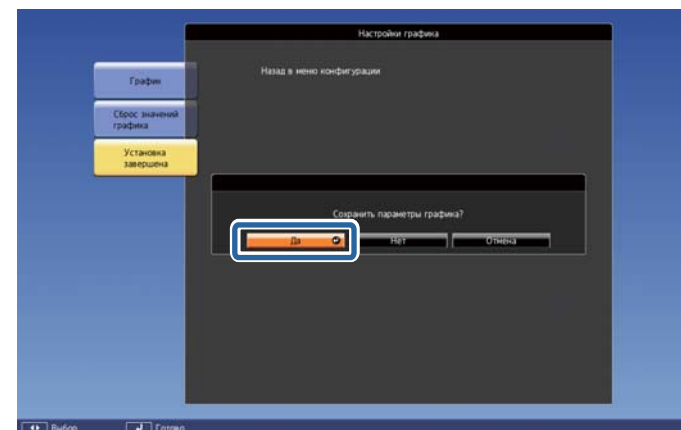 Настройки графика
Назад в меню конфигурации
График
Сброс значений
графика
Установка
завершена
Сохранить параметры графика?
Да Нет Отмена
Выбор Готово